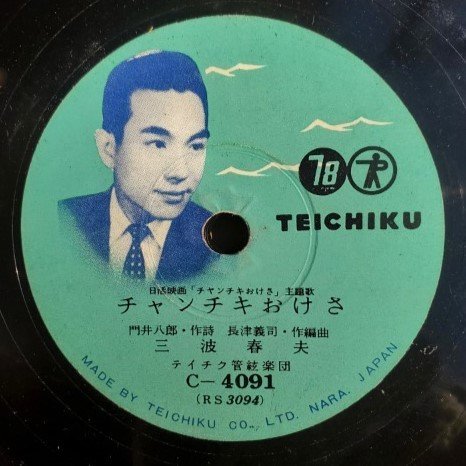 78
TEICHIKU
日活映画「チャンチキおけさ」主題歌
チャンチキおけさ
門井八郎・作詩 長津義司・作編曲
三波春夫
テイチク管絃楽団
C-4091
(RS 3094)
MADE BY TEICHIKU CO., LTD. NARA, JAPAN